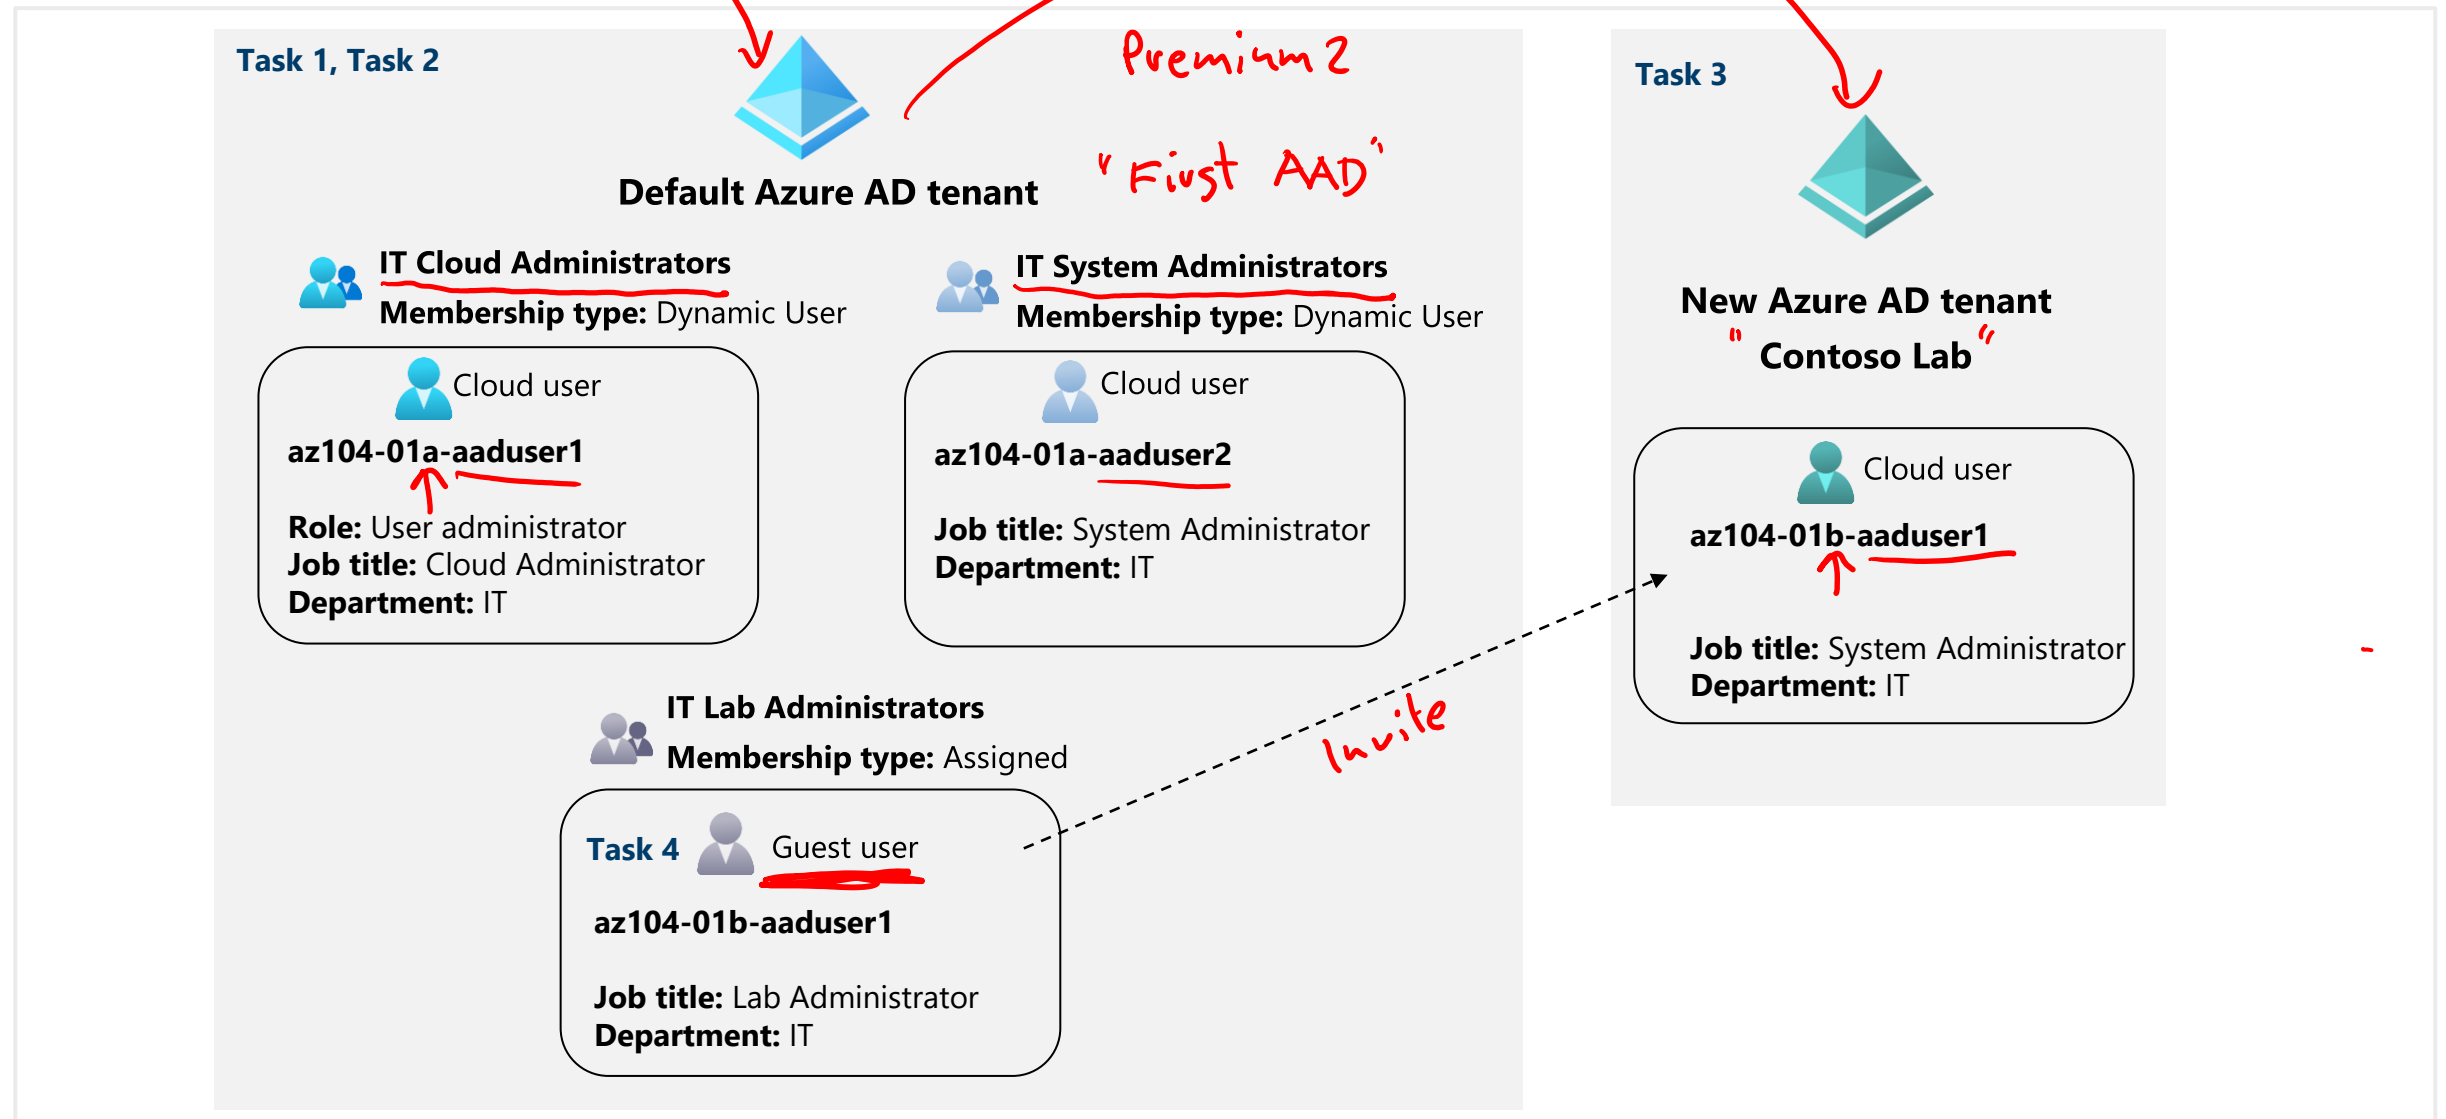 Task 1, Task 2
Premium 2
"First AAD"
Default Azure AD tenant
IT Cloud Administrators
Membership type: Dynamic User
Cloud user
az104-01a-aaduser1
Role: User administrator
Job title: Cloud Administrator
Department: IT
IT System Administrators
Membership type: Dynamic User
Cloud user
az104-01a-aaduser2
Job title: System Administrator
Department: IT
IT Lab Administrators
Membership type: Assigned
Task 4
Guest user
az104-01b-aaduser1
Job title: Lab Administrator
Department: IT
Invite
Task 3
New Azure AD tenant
"Contoso Lab"
Cloud user
az104-01b-aaduser1
Job title: System Administrator
Department: IT